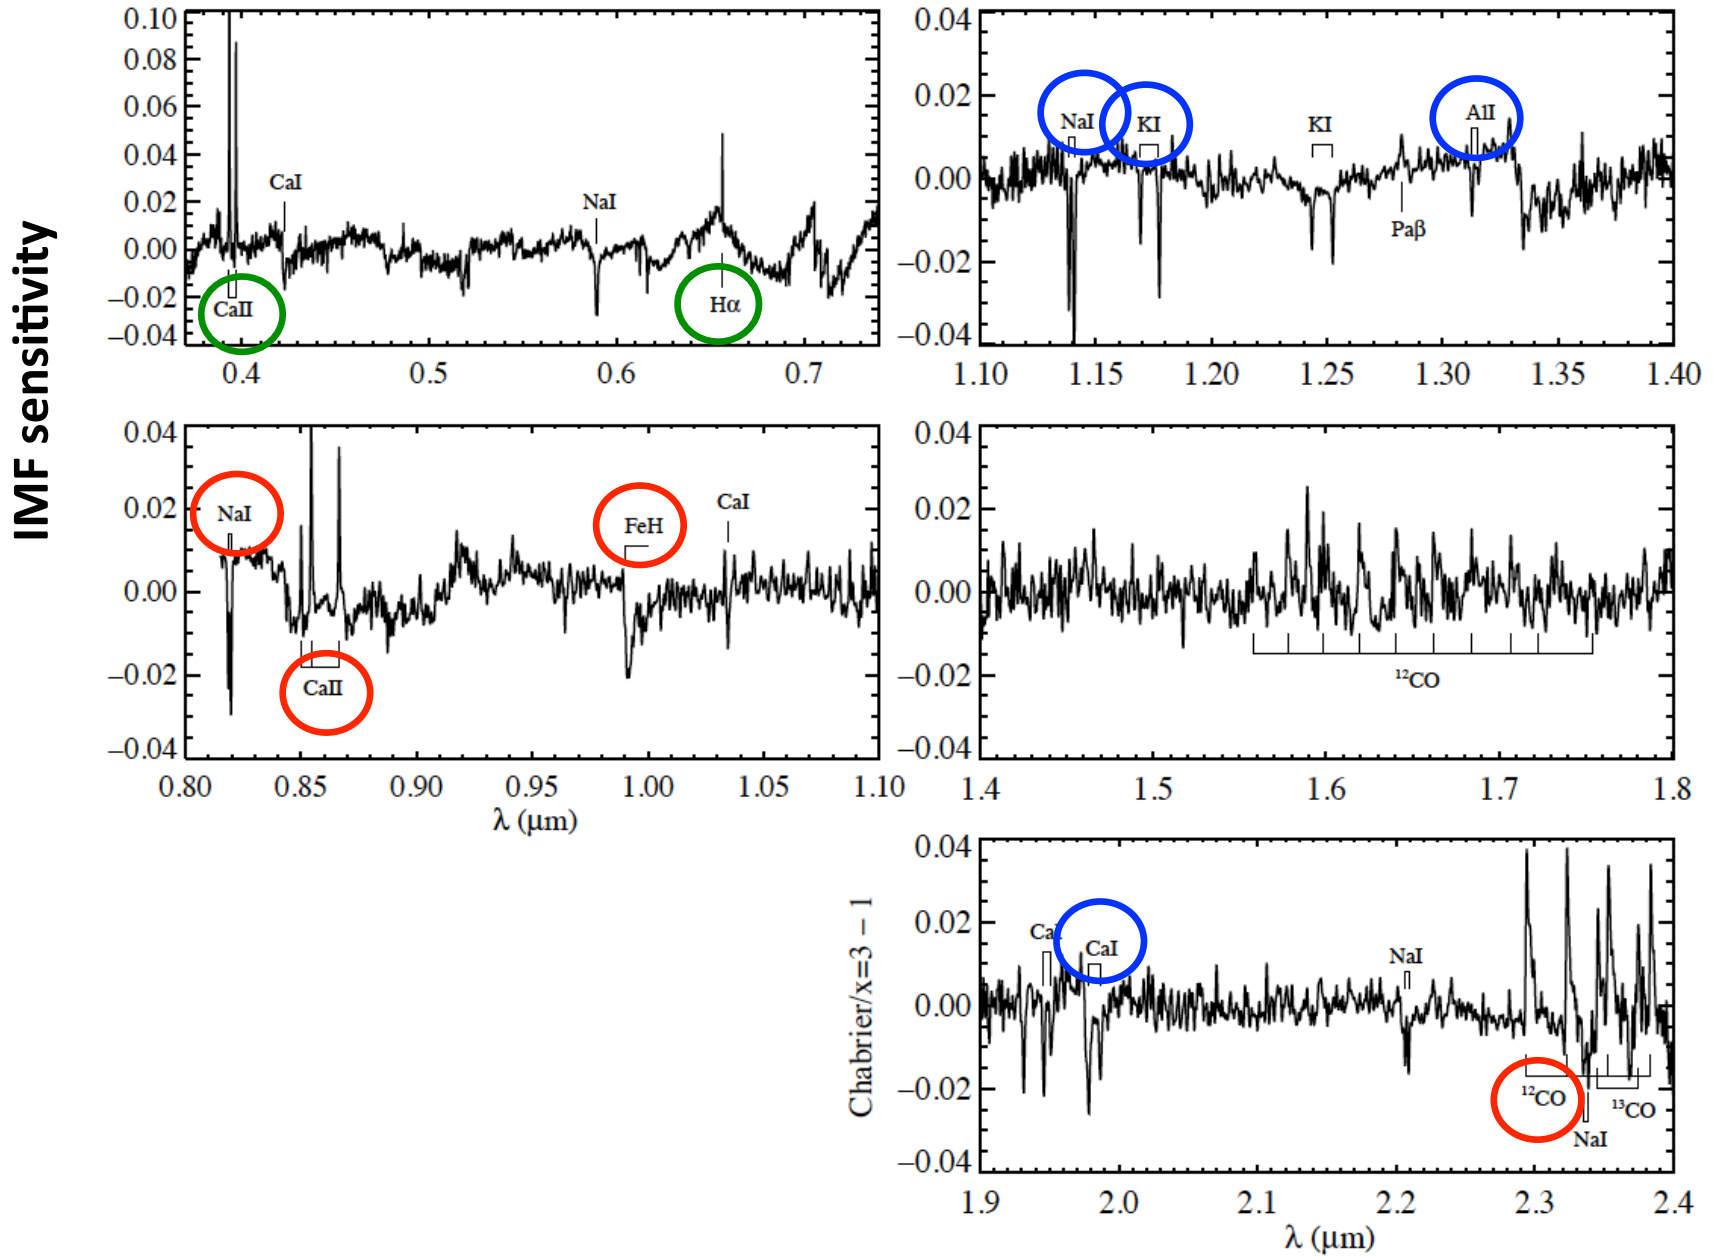 IMF sensitivity
0.10
0.08
0.06
0.04
0.02
0.00
−0.02
−0.04
CaI
NaI
CaII
Hα
0.4 0.5 0.6 0.7
0.04
0.02
0.00
−0.02
−0.04
NaI
KI
KI
AlI
Paβ
1.10 1.15 1.20 1.25 1.30 1.35 1.40
0.04
0.02
0.00
−0.02
−0.04
NaI
FeH
CaI
CaII
0.80 0.85 0.90 0.95 1.00 1.05 1.10
λ (μm)
0.04
0.02
0.00
−0.02
−0.04
¹²CO
1.4 1.5 1.6 1.7 1.8
Chabrier/x=3 − 1
0.04
0.02
0.00
−0.02
−0.04
CaI
CaI
NaI
¹²CO
¹³CO
NaI
1.9 2.0 2.1 2.2 2.3 2.4
λ (μm)